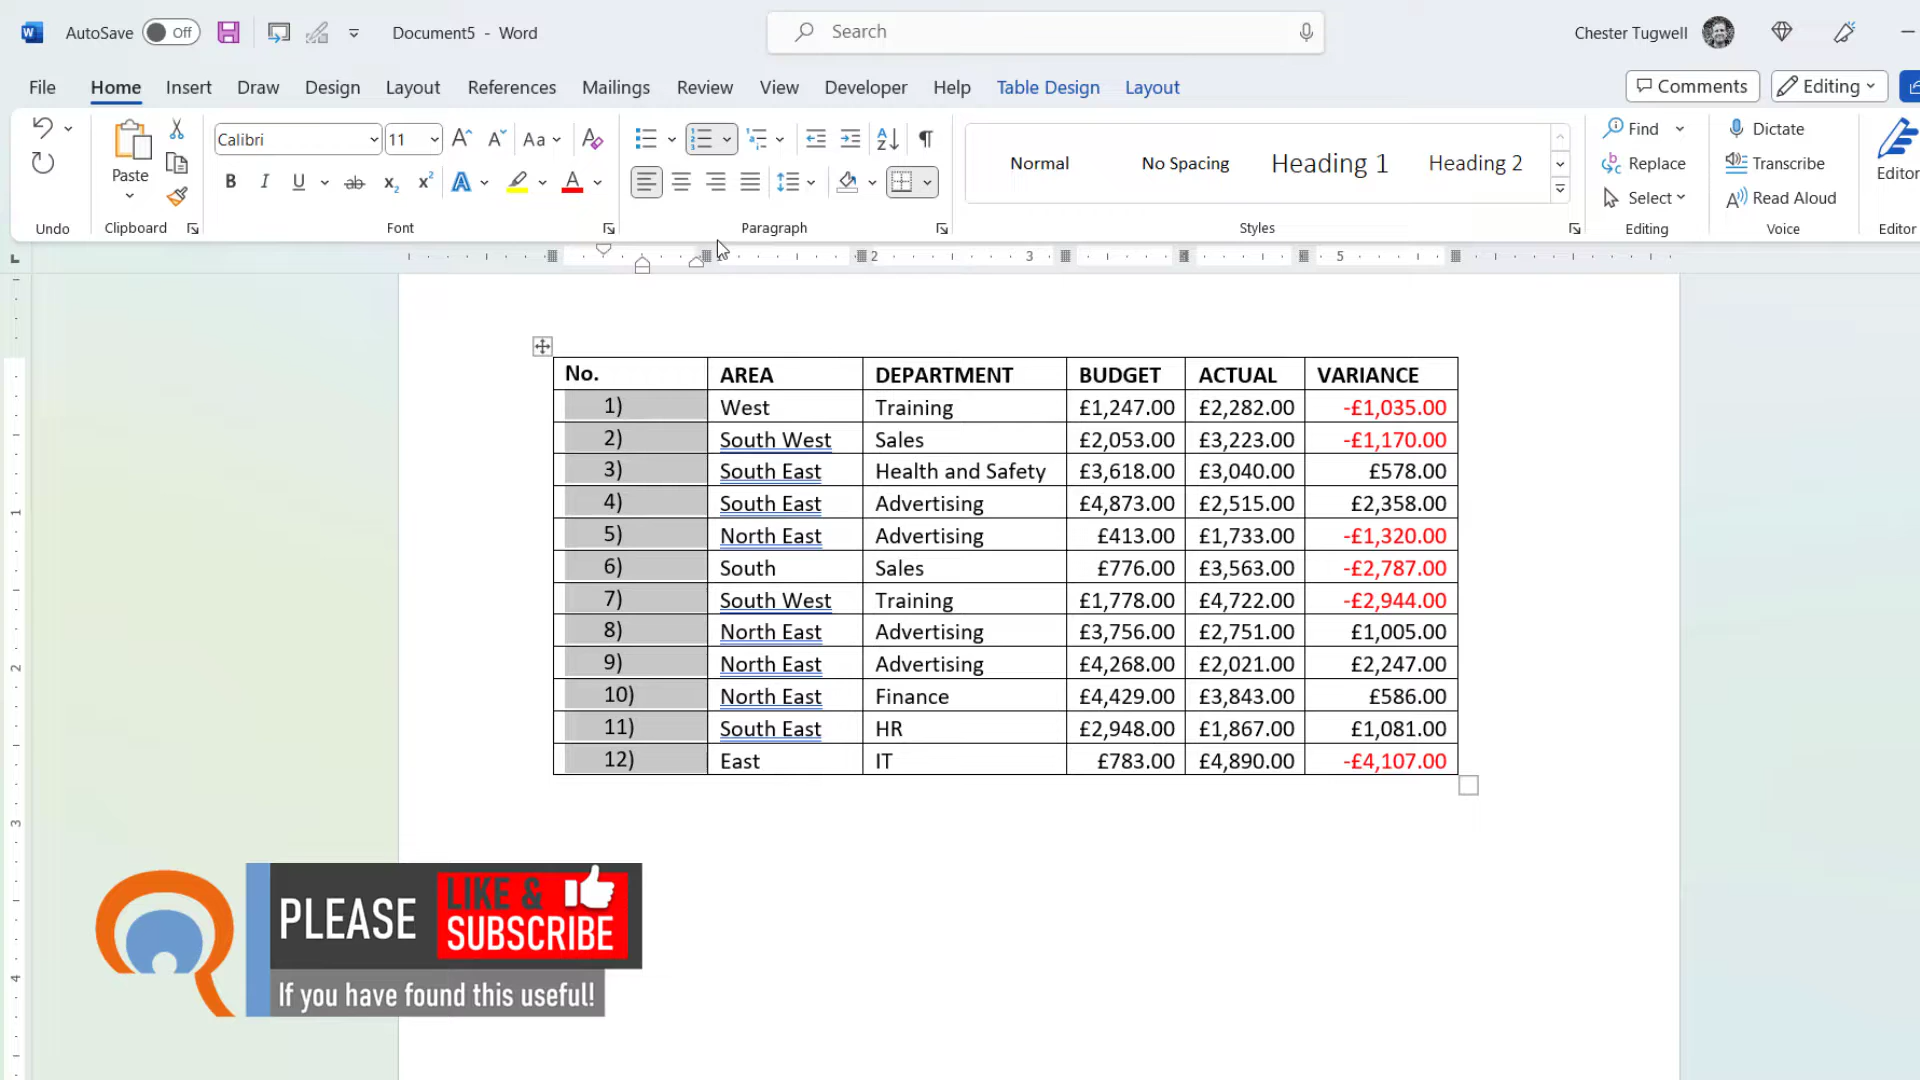 AutoSave Off Document5 - Word Search Chester Tugwell
File Home Insert Draw Design Layout References Mailings Review View Developer Help Table Design Layout Comments Editing
Calibri 11 Aa
Paste
B I U ab x₂ x² A A
Normal No Spacing Heading 1 Heading 2
Find Dictate
Replace Transcribe
Select Read Aloud
Editor
Undo Clipboard Font Paragraph Styles Editing Voice Editor
2 3 5
No. AREA DEPARTMENT BUDGET ACTUAL VARIANCE
1) West Training £1,247.00 £2,282.00 -£1,035.00
2) South West Sales £2,053.00 £3,223.00 -£1,170.00
3) South East Health and Safety £3,618.00 £3,040.00 £578.00
4) South East Advertising £4,873.00 £2,515.00 £2,358.00
5) North East Advertising £413.00 £1,733.00 -£1,320.00
6) South Sales £776.00 £3,563.00 -£2,787.00
7) South West Training £1,778.00 £4,722.00 -£2,944.00
8) North East Advertising £3,756.00 £2,751.00 £1,005.00
9) North East Advertising £4,268.00 £2,021.00 £2,247.00
10) North East Finance £4,429.00 £3,843.00 £586.00
11) South East HR £2,948.00 £1,867.00 £1,081.00
12) East IT £783.00 £4,890.00 -£4,107.00
1
2
3
4
PLEASE LIKE & SUBSCRIBE
If you have found this useful!